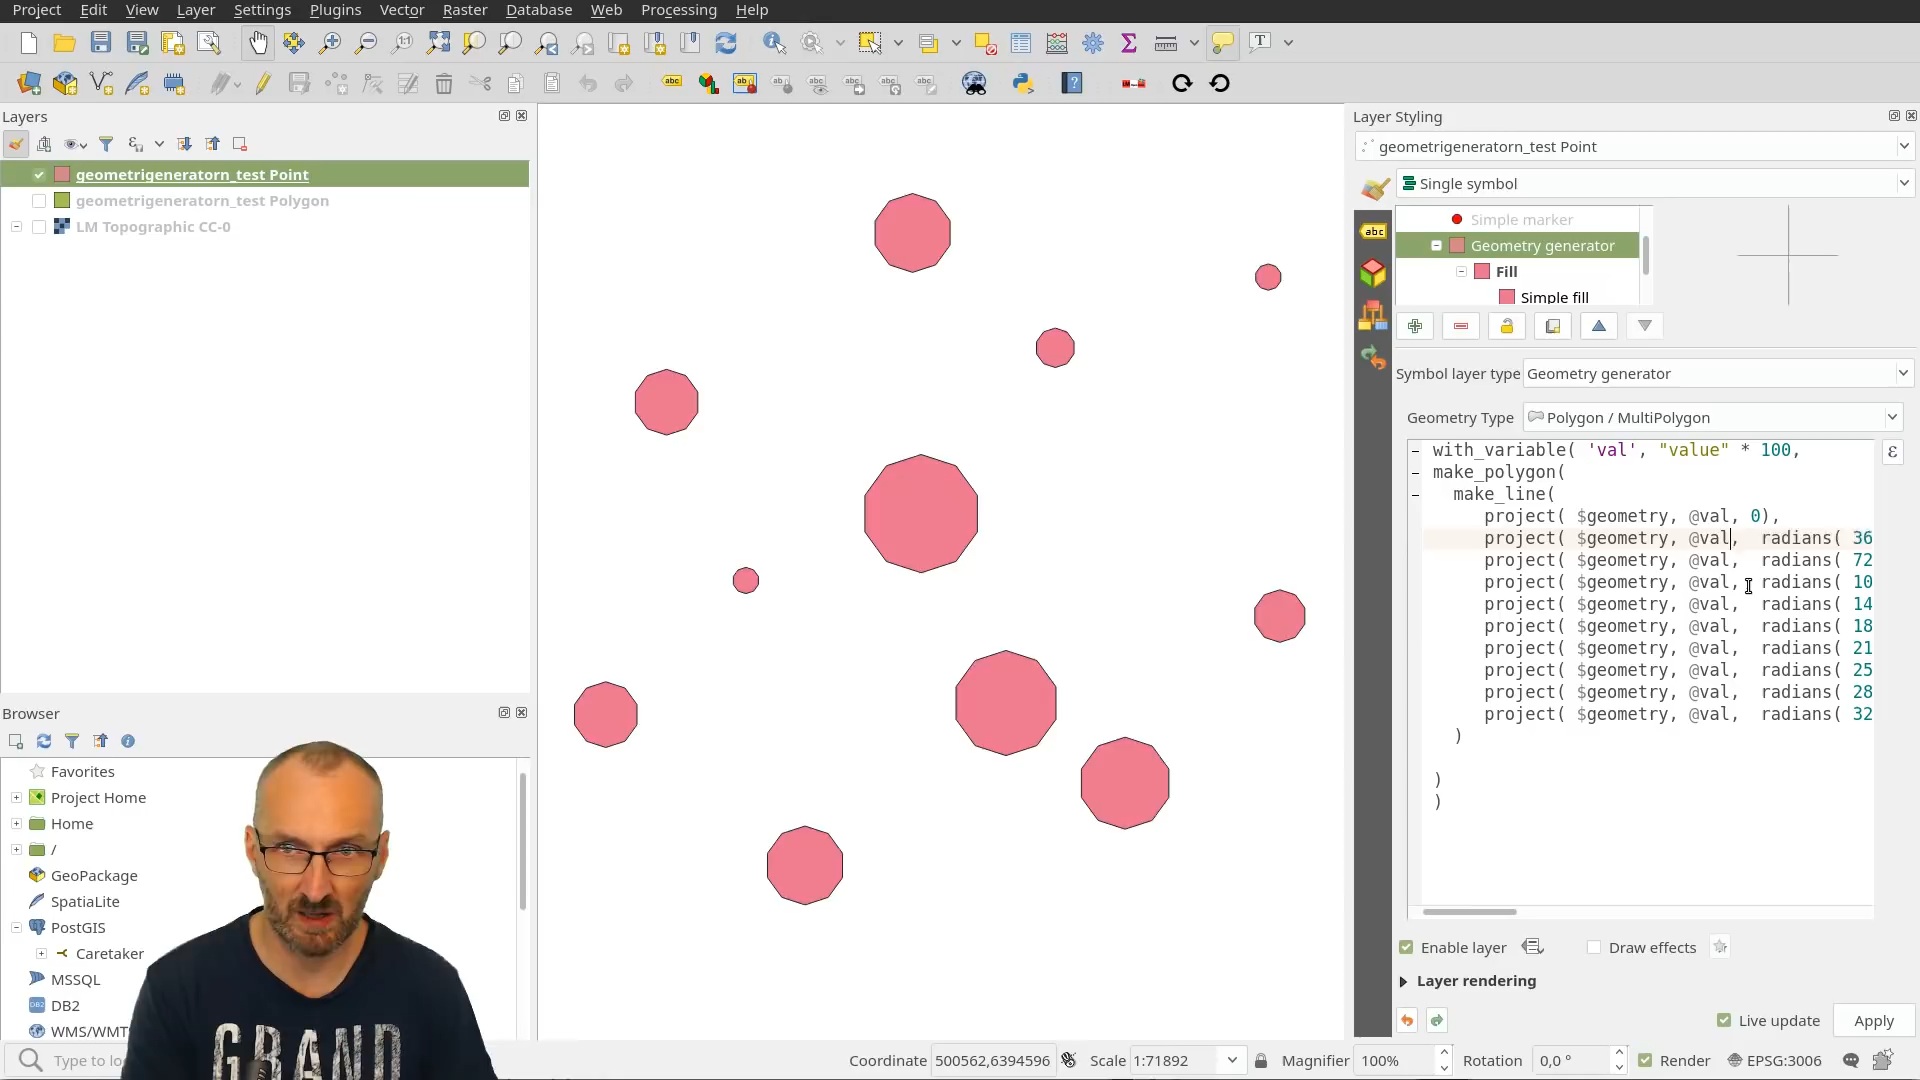 Project Edit View Layer Settings Plugins Vector Raster Database Web Processing Help
Layers
geometrigeneratorn_test Point
geometrigeneratorn_test Polygon
LM Topographic CC-0
Browser
Favorites
Project Home
Home
/
GeoPackage
SpatiaLite
PostGIS
Caretaker
MSSQL
DB2
WMS/WMT
GRAND
Layer Styling
geometrigeneratorn_test Point
Single symbol
Simple marker
Geometry generator
Fill
Simple fill
Symbol layer type Geometry generator
Geometry Type Polygon / MultiPolygon
with_variable( 'val', "value" * 100,
make_polygon(
make_line(
project( $geometry, @val, 0),
project( $geometry, @val, radians( 36
project( $geometry, @val, radians( 72
project( $geometry, @val, radians( 10
project( $geometry, @val, radians( 14
project( $geometry, @val, radians( 18
project( $geometry, @val, radians( 21
project( $geometry, @val, radians( 25
project( $geometry, @val, radians( 28
project( $geometry, @val, radians( 32
)
)
)
Enable layer Draw effects
Layer rendering
Live update Apply
Type to lo
Coordinate 500562,6394596 Scale 1:71892 Magnifier 100% Rotation 0,0 ° Render EPSG:3006